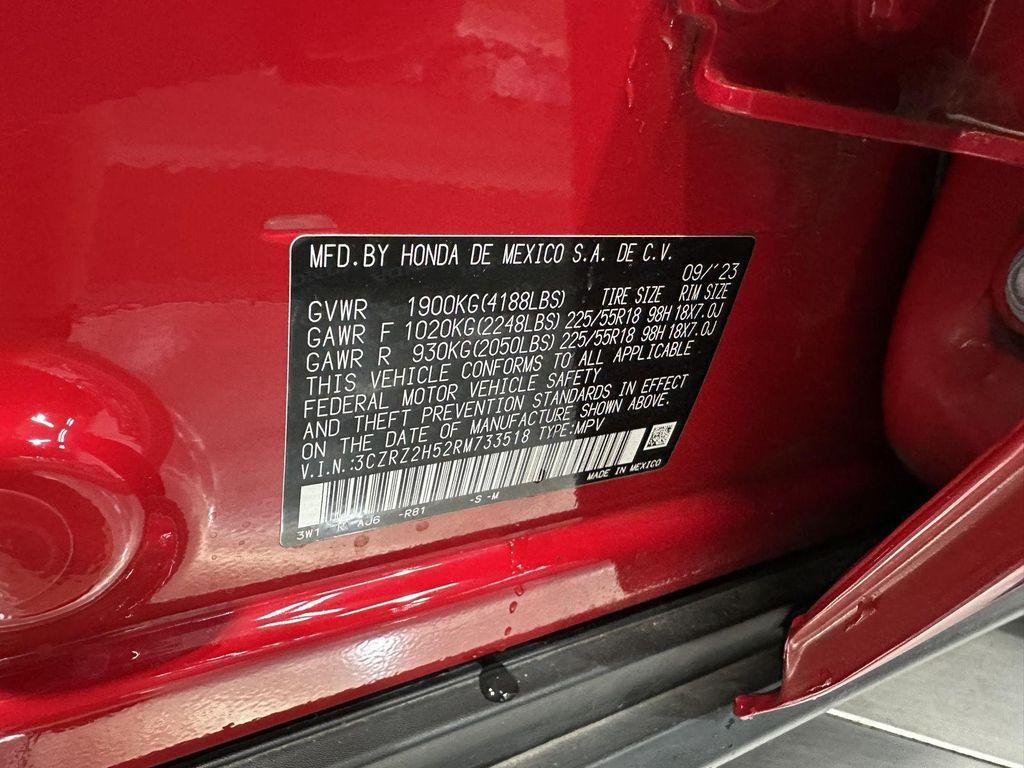 MFD.BY HONDA DE MEXICO S.A. DE C.V.
09/'23
GVWR 1900KG(4188LBS) TIRE SIZE RIM SIZE
GAWR F 1020KG(2248LBS) 225/55R18 98H 18X7.0J
GAWR R 930KG(2050LBS) 225/55R18 98H 18X7.0J
THIS VEHICLE CONFORMS TO ALL APPLICABLE
FEDERAL MOTOR VEHICLE SAFETY
AND THEFT PREVENTION STANDARDS IN EFFECT
ON THE DATE OF MANUFACTURE SHOWN ABOVE.
V.I.N.:3CZRZ2H52RM733518 TYPE:MPV
MADE IN MEXICO
3W1 -K AJ6 -R81 -S -M